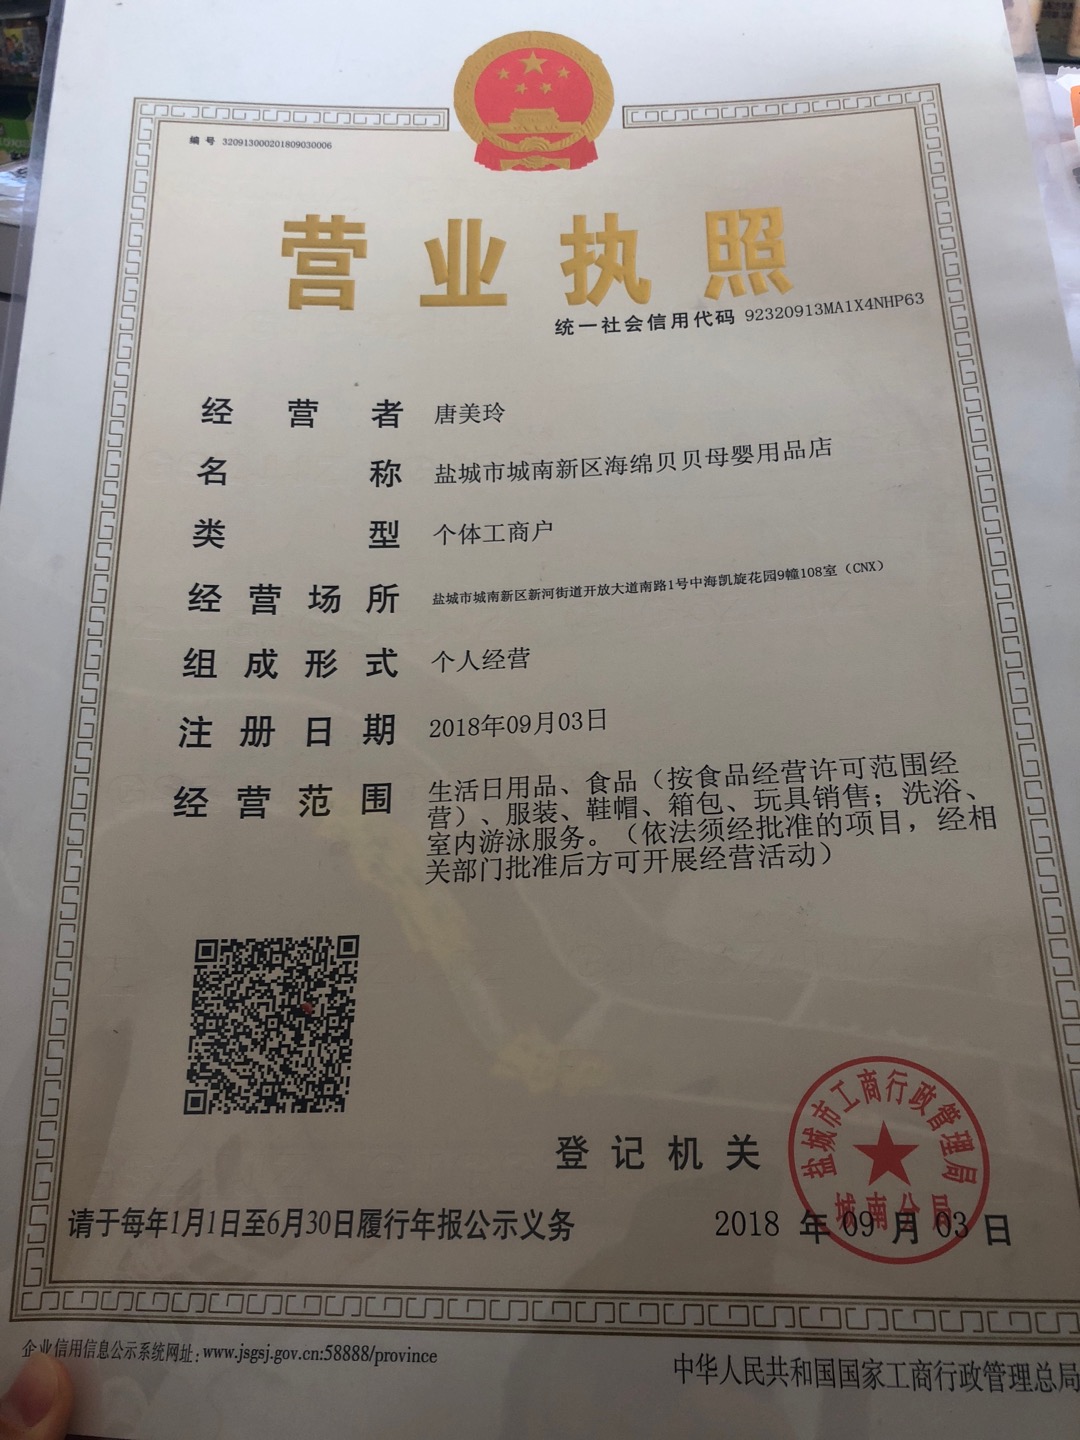 编 号 320913000201809030006
营业执照
统一社会信用代码 92320913MA1X4NHP63
经营者 唐美玲
名称 盐城市城南新区海绵贝贝母婴用品店
类型 个体工商户
经营场所 盐城市城南新区新河街道开放大道南路1号中海凯旋花园9幢108室（CNX）
组成形式 个人经营
注册日期 2018年09月03日
经营范围 生活日用品、食品（按食品经营许可范围经
营）、服装、鞋帽、箱包、玩具销售；洗浴、
室内游泳服务。（依法须经批准的项目，经相
关部门批准后方可开展经营活动）
盐城市工商行政管理局
城南分局
登记机关
请于每年1月1日至6月30日履行年报公示义务
2018 年 09 月 03 日
企业信用信息公示系统网址：www.jsgsj.gov.cn:58888/province
中华人民共和国国家工商行政管理总局